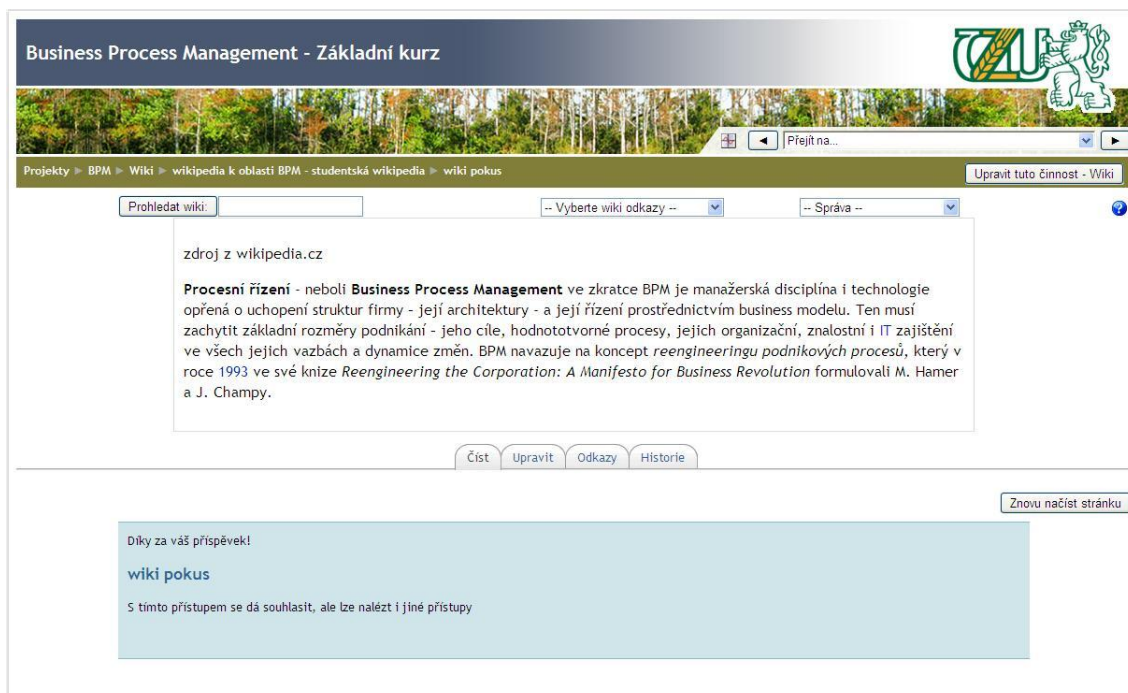 Business Process Management - Základní kurz
ČZU
Přejít na...
Projekty ► BPM ► Wiki ► wikipedia k oblasti BPM - studentská wikipedia ► wiki pokus
Upravit tuto činnost - Wiki
Prohledat wiki:
-- Vyberte wiki odkazy --
-- Správa --
zdroj z wikipedia.cz
Procesní řízení - neboli Business Process Management ve zkratce BPM je manažerská disciplína i technologie
opřená o uchopení struktur firmy - její architektury - a její řízení prostřednictvím business modelu. Ten musí
zachytit základní rozměry podnikání - jeho cíle, hodnototvorné procesy, jejich organizační, znalostní i IT zajištění
ve všech jejich vazbách a dynamice změn. BPM navazuje na koncept reengineeringu podnikových procesů, který v
roce 1993 ve své knize Reengineering the Corporation: A Manifesto for Business Revolution formulovali M. Hamer
a J. Champy.
Číst
Upravit
Odkazy
Historie
Znovu načíst stránku
Díky za váš příspěvek!
wiki pokus
S tímto přístupem se dá souhlasit, ale lze nalézt i jiné přístupy